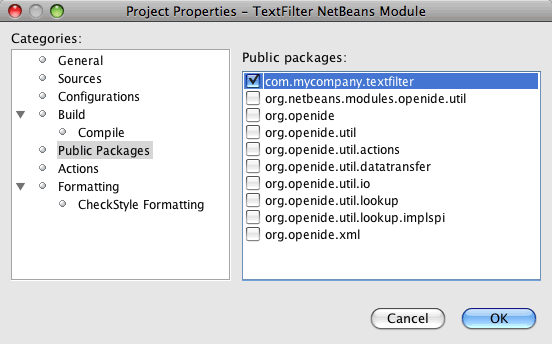 Project Properties – TextFilter NetBeans Module
Categories:
General
Sources
Configurations
Build
Compile
Public Packages
Actions
Formatting
CheckStyle Formatting
Public packages:
com.mycompany.textfilter
org.netbeans.modules.openide.util
org.openide
org.openide.util
org.openide.util.actions
org.openide.util.datatransfer
org.openide.util.io
org.openide.util.lookup
org.openide.util.lookup.implspi
org.openide.xml
Cancel
OK